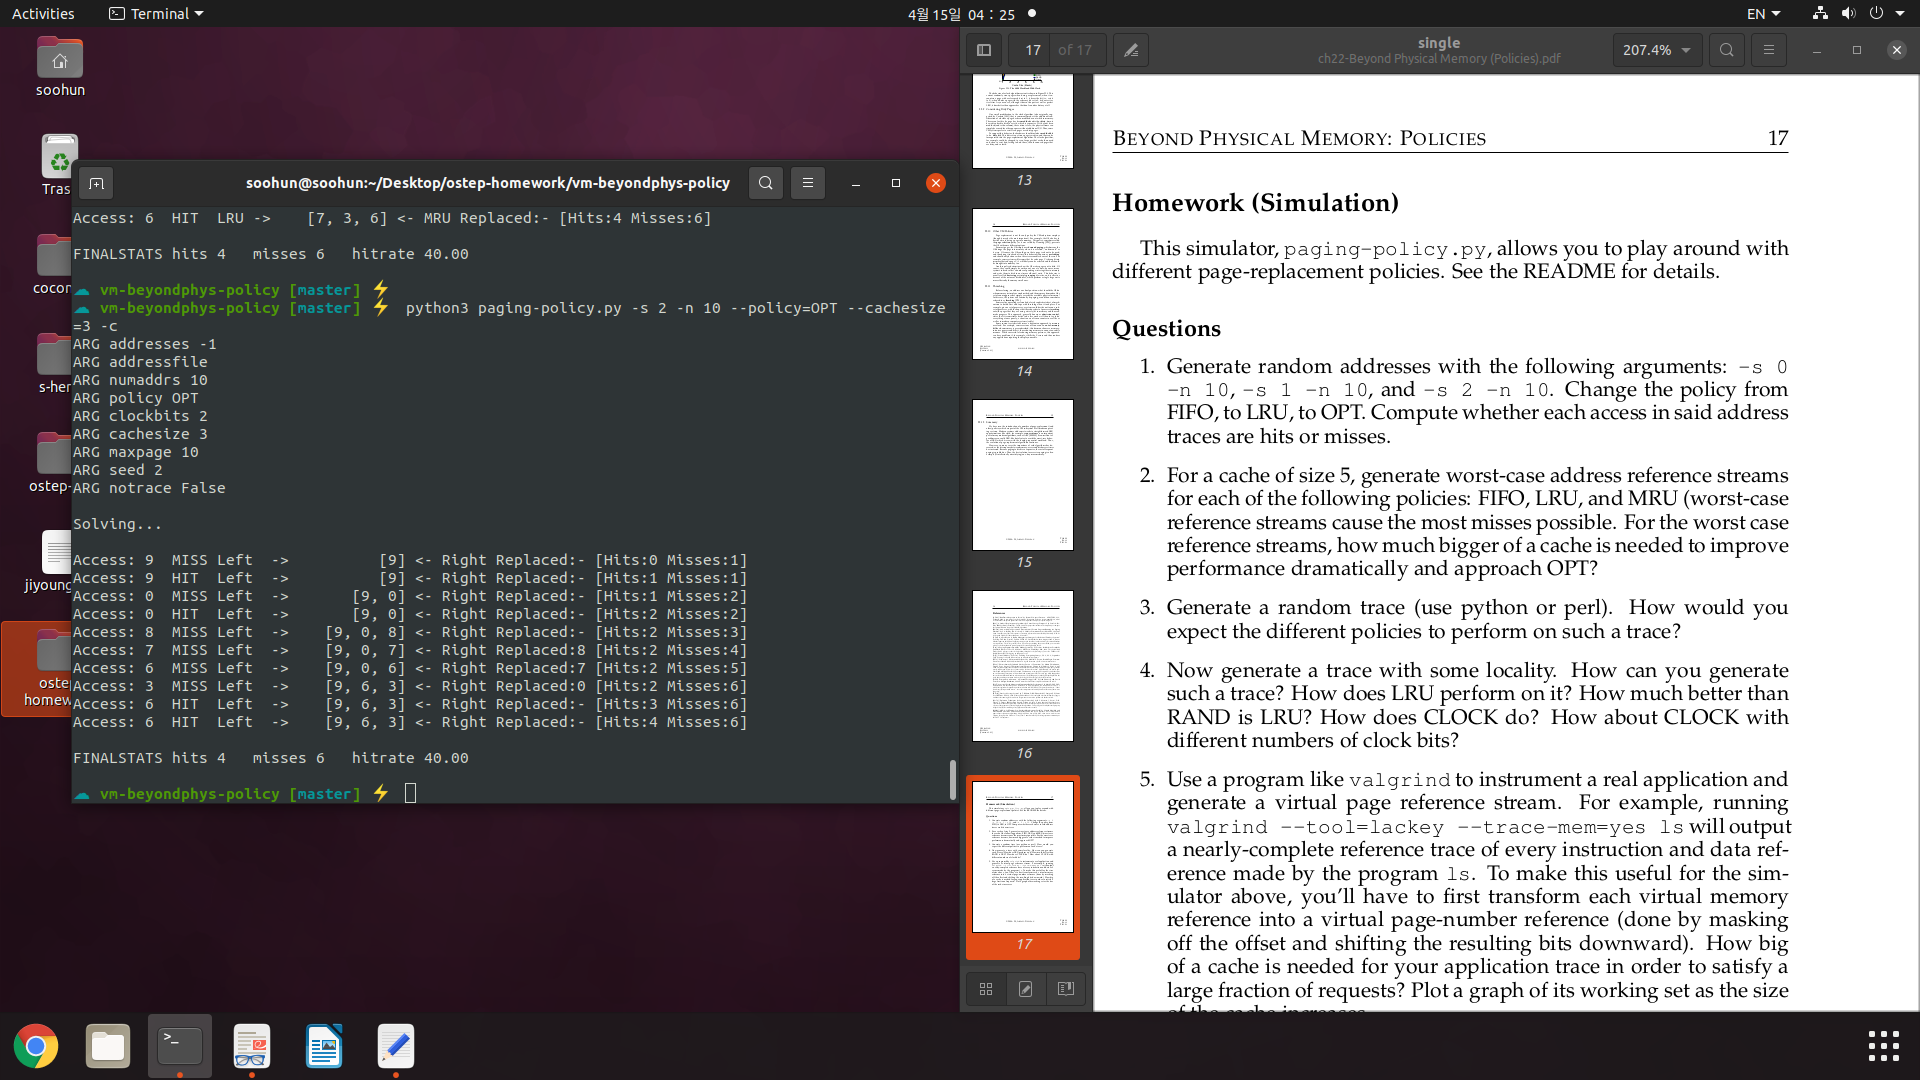 Activities
Terminal
4월 15일 04 : 25
EN
soohun
Tras
cocon
s-her
ostep-
jiyoung
oste
homew
soohun@soohun:~/Desktop/ostep-homework/vm-beyondphys-policy
Access: 6  HIT  LRU ->    [7, 3, 6] <- MRU Replaced:- [Hits:4 Misses:6]
FINALSTATS hits 4   misses 6   hitrate 40.00
vm-beyondphys-policy [master] ⚡
vm-beyondphys-policy [master] ⚡  python3 paging-policy.py -s 2 -n 10 --policy=OPT --cachesize
=3 -c
ARG addresses -1
ARG addressfile
ARG numaddrs 10
ARG policy OPT
ARG clockbits 2
ARG cachesize 3
ARG maxpage 10
ARG seed 2
ARG notrace False
Solving...
Access: 9  MISS Left  ->          [9] <- Right Replaced:- [Hits:0 Misses:1]
Access: 9  HIT  Left  ->          [9] <- Right Replaced:- [Hits:1 Misses:1]
Access: 0  MISS Left  ->       [9, 0] <- Right Replaced:- [Hits:1 Misses:2]
Access: 0  HIT  Left  ->       [9, 0] <- Right Replaced:- [Hits:2 Misses:2]
Access: 8  MISS Left  ->    [9, 0, 8] <- Right Replaced:- [Hits:2 Misses:3]
Access: 7  MISS Left  ->    [9, 0, 7] <- Right Replaced:8 [Hits:2 Misses:4]
Access: 6  MISS Left  ->    [9, 0, 6] <- Right Replaced:7 [Hits:2 Misses:5]
Access: 3  MISS Left  ->    [9, 6, 3] <- Right Replaced:0 [Hits:2 Misses:6]
Access: 6  HIT  Left  ->    [9, 6, 3] <- Right Replaced:- [Hits:3 Misses:6]
Access: 6  HIT  Left  ->    [9, 6, 3] <- Right Replaced:- [Hits:4 Misses:6]
FINALSTATS hits 4   misses 6   hitrate 40.00
vm-beyondphys-policy [master] ⚡
17 of 17
single
ch22-Beyond Physical Memory (Policies).pdf
207.4%
13
14
15
16
17
BEYOND PHYSICAL MEMORY: POLICIES 17
Homework (Simulation)
This simulator, paging-policy.py, allows you to play around with
different page-replacement policies. See the README for details.
Questions
1. Generate random addresses with the following arguments: -s 0
-n 10, -s 1 -n 10, and -s 2 -n 10. Change the policy from
FIFO, to LRU, to OPT. Compute whether each access in said address
traces are hits or misses.
2. For a cache of size 5, generate worst-case address reference streams
for each of the following policies: FIFO, LRU, and MRU (worst-case
reference streams cause the most misses possible. For the worst case
reference streams, how much bigger of a cache is needed to improve
performance dramatically and approach OPT?
3. Generate a random trace (use python or perl). How would you
expect the different policies to perform on such a trace?
4. Now generate a trace with some locality. How can you generate
such a trace? How does LRU perform on it? How much better than
RAND is LRU? How does CLOCK do? How about CLOCK with
different numbers of clock bits?
5. Use a program like valgrind to instrument a real application and
generate a virtual page reference stream. For example, running
valgrind --tool=lackey --trace-mem=yes ls will output
a nearly-complete reference trace of every instruction and data ref-
erence made by the program ls. To make this useful for the sim-
ulator above, you'll have to first transform each virtual memory
reference into a virtual page-number reference (done by masking
off the offset and shifting the resulting bits downward). How big
of a cache is needed for your application trace in order to satisfy a
large fraction of requests? Plot a graph of its working set as the size
of the cache increases.